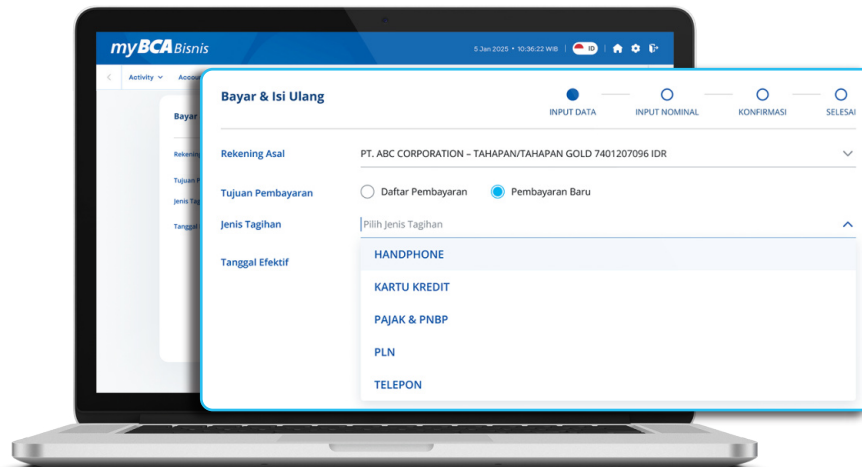 myBCA Bisnis
5 Jan 2025 • 10:36:22 WIB | ID
Activity
Bayar
Bayar & Isi Ulang
INPUT DATA INPUT NOMINAL KONFIRMASI SELESAI
Rekening Asal PT. ABC CORPORATION – TAHAPAN/TAHAPAN GOLD 7401207096 IDR
Tujuan Pembayaran Daftar Pembayaran Pembayaran Baru
Jenis Tagihan Pilih Jenis Tagihan
Tanggal Efektif
HANDPHONE
KARTU KREDIT
PAJAK & PNBP
PLN
TELEPON